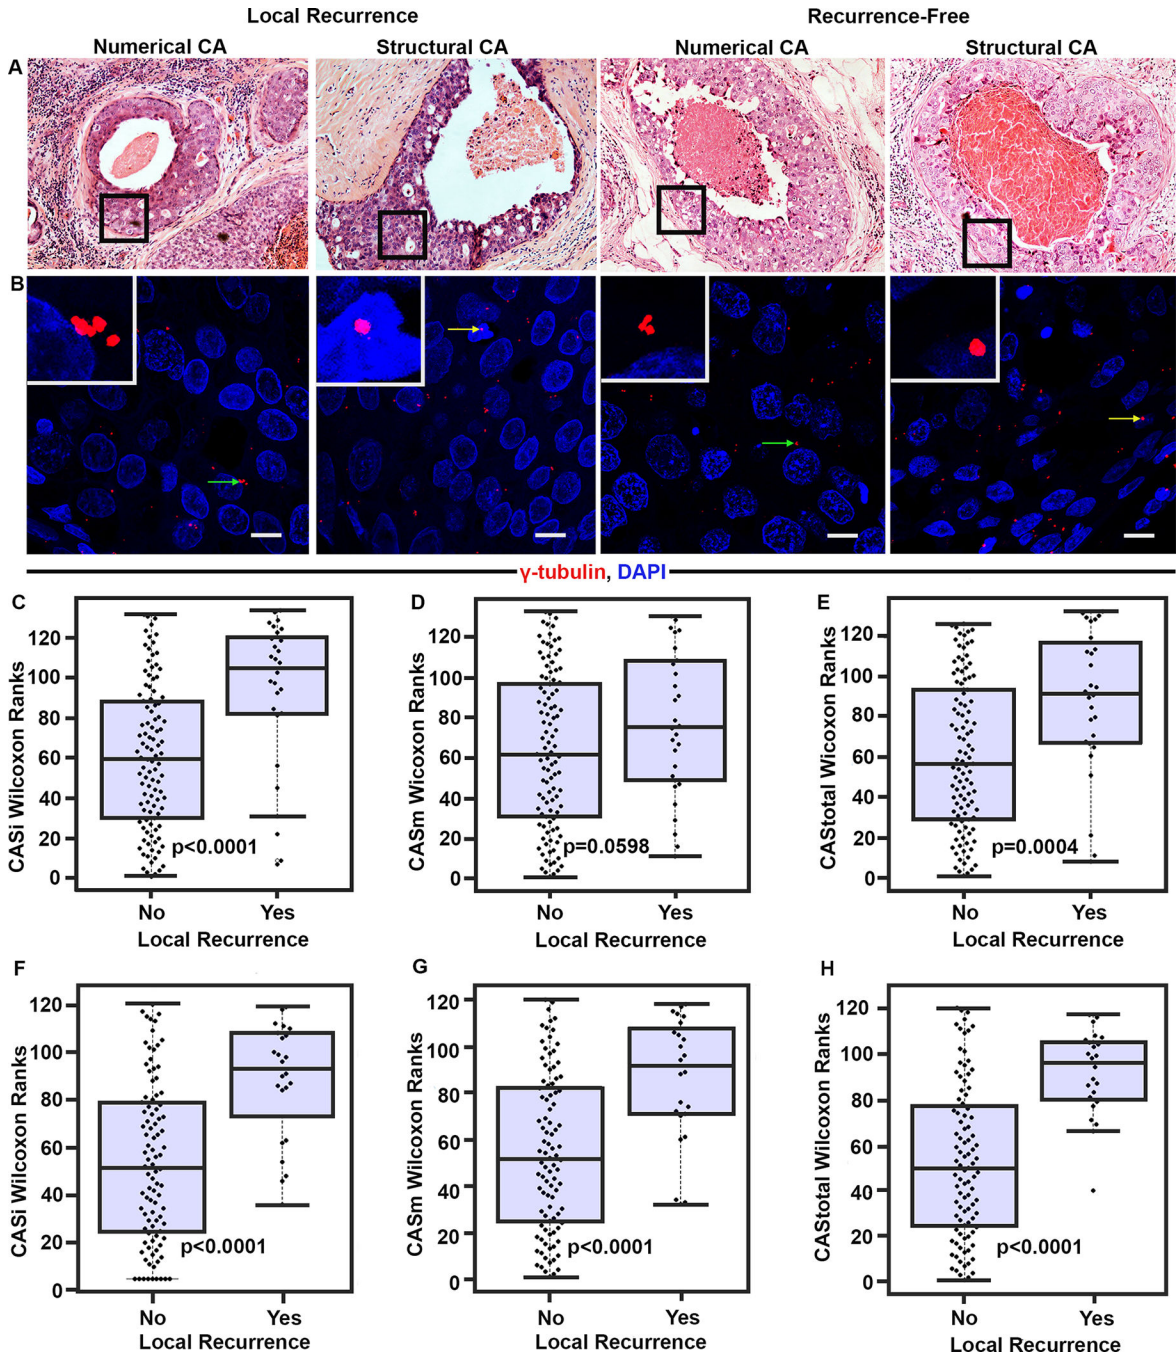 Local Recurrence Recurrence-Free
Numerical CA Structural CA Numerical CA Structural CA
A
B
γ-tubulin, DAPI
C
CASi Wilcoxon Ranks
120
100
80
60
40
20
0
p<0.0001
No Yes
Local Recurrence
D
CASm Wicoxon Ranks
120
100
80
60
40
20
0
p=0.0598
No Yes
Local Recurrence
E
CAStotal Wicoxon Ranks
120
100
80
60
40
20
0
p=0.0004
No Yes
Local Recurrence
F
CASi Wilcoxon Ranks
120
100
80
60
40
20
0
p<0.0001
No Yes
Local Recurrence
G
CASm Wilcoxon Ranks
120
100
80
60
40
20
0
p<0.0001
No Yes
Local Recurrence
H
CAStotal Wilcoxon Ranks
120
100
80
60
40
20
0
p<0.0001
No Yes
Local Recurrence